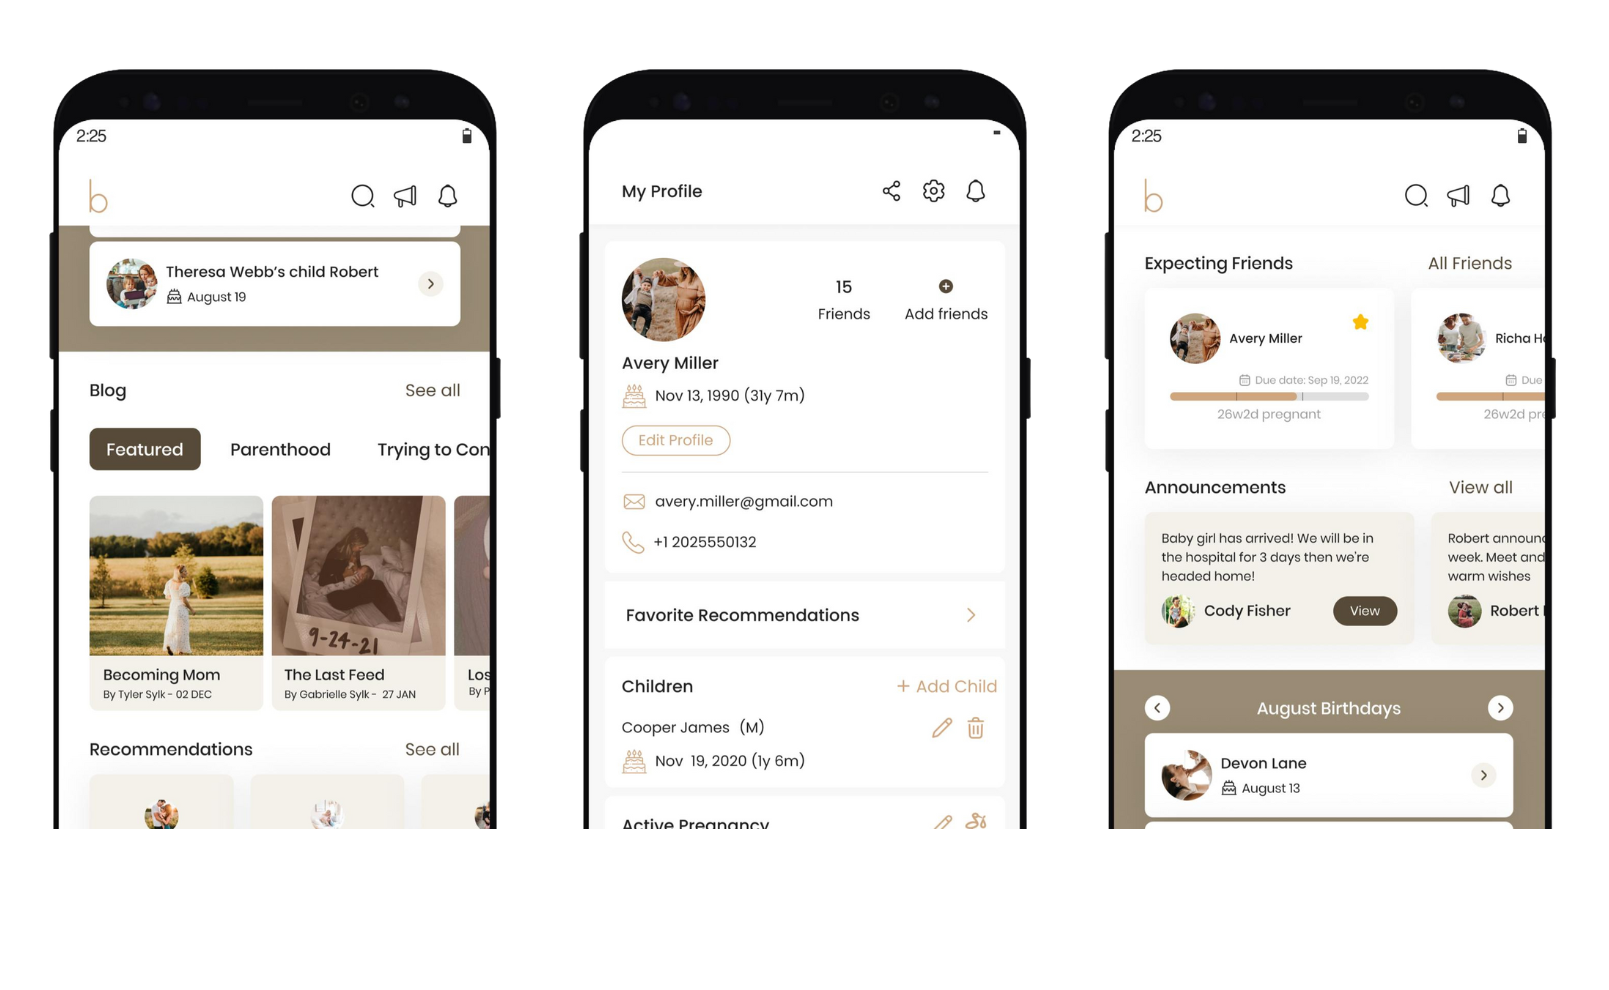 2:25
b
Theresa Webb's child Robert
August 19
Blog
See all
Featured
Parenthood
Trying to Con
9-24-21
Becoming Mom
By Tyler Sylk - 02 DEC
The Last Feed
By Gabrielle Sylk - 27 JAN
Los
By P
Recommendations
See all
My Profile
15
Friends
Add friends
Avery Miller
Nov 13, 1990 (31y 7m)
Edit Profile
avery.miller@gmail.com
+1 2025550132
Favorite Recommendations
Children
+ Add Child
Cooper James (M)
Nov 19, 2020 (1y 6m)
Active Pregnancy
2:25
b
Expecting Friends
All Friends
Avery Miller
Due date: Sep 19, 2022
26w2d pregnant
Richa Ho
Due
26w2d pre
Announcements
View all
Baby girl has arrived! We will be in
the hospital for 3 days then we're
headed home!
Cody Fisher
View
Robert announc
week. Meet and
warm wishes
Robert
August Birthdays
Devon Lane
August 13